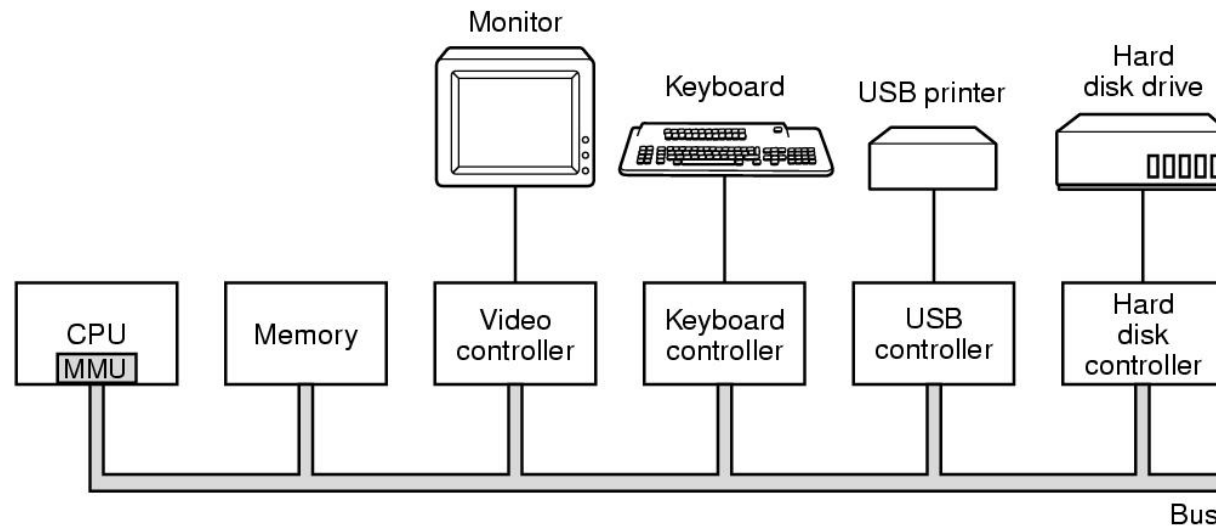 Monitor
Keyboard
USB printer
Hard
disk drive
CPU
MMU
Memory
Video
controller
Keyboard
controller
USB
controller
Hard
disk
controller
Bus